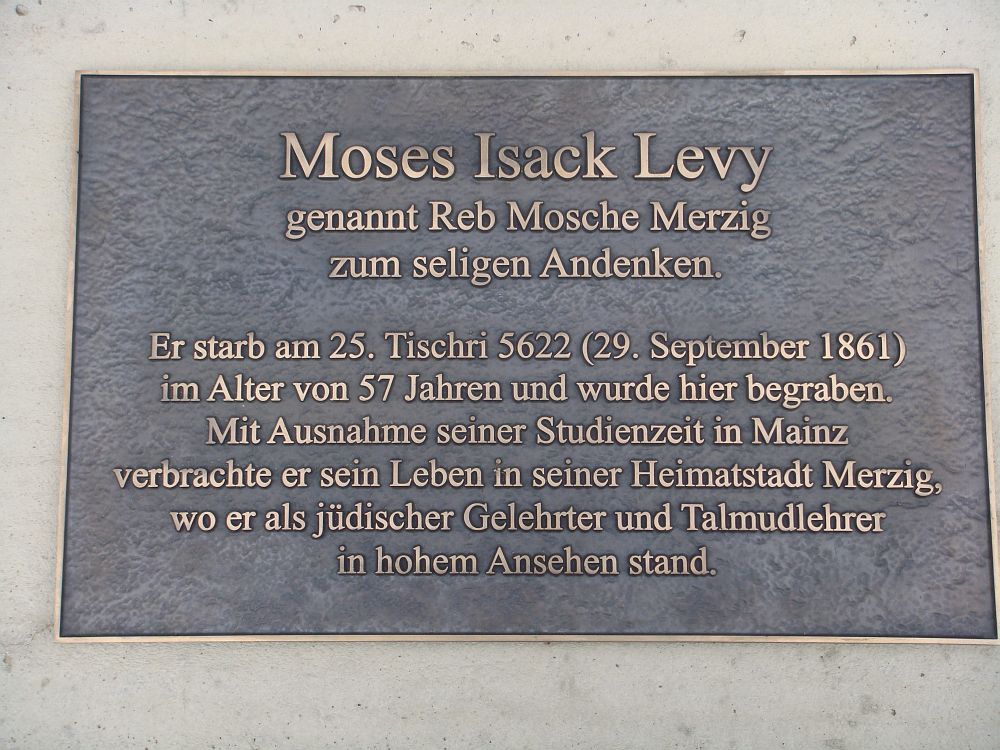 Moses Isack Levy
genannt Reb Mosche Merzig
zum seligen Andenken.
Er starb am 25. Tischri 5622 (29. September 1861)
im Alter von 57 Jahren und wurde hier begraben.
Mit Ausnahme seiner Studienzeit in Mainz
verbrachte er sein Leben in seiner Heimatstadt Merzig,
wo er als jüdischer Gelehrter und Talmudlehrer
in hohem Ansehen stand.